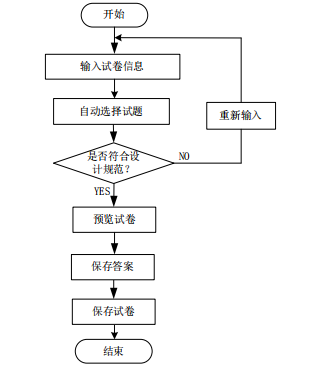 开始
输入试卷信息
自动选择试题
重新输入
是否符合设
计规范？
NO
YES
预览试卷
保存答案
保存试卷
结束